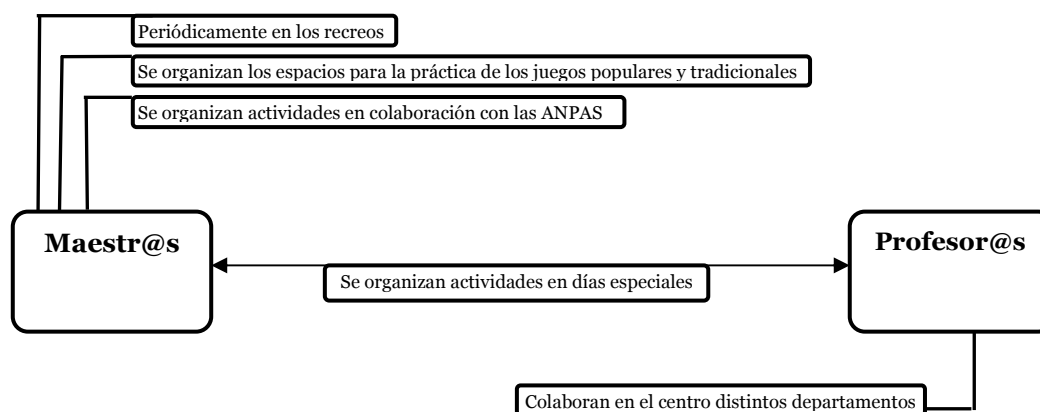 Periódicamente en los recreos
Se organizan los espacios para la práctica de los juegos populares y tradicionales
Se organizan actividades en colaboración con las ANPAS
Maestr@s
Profesor@s
Se organizan actividades en días especiales
Colaboran en el centro distintos departamentos